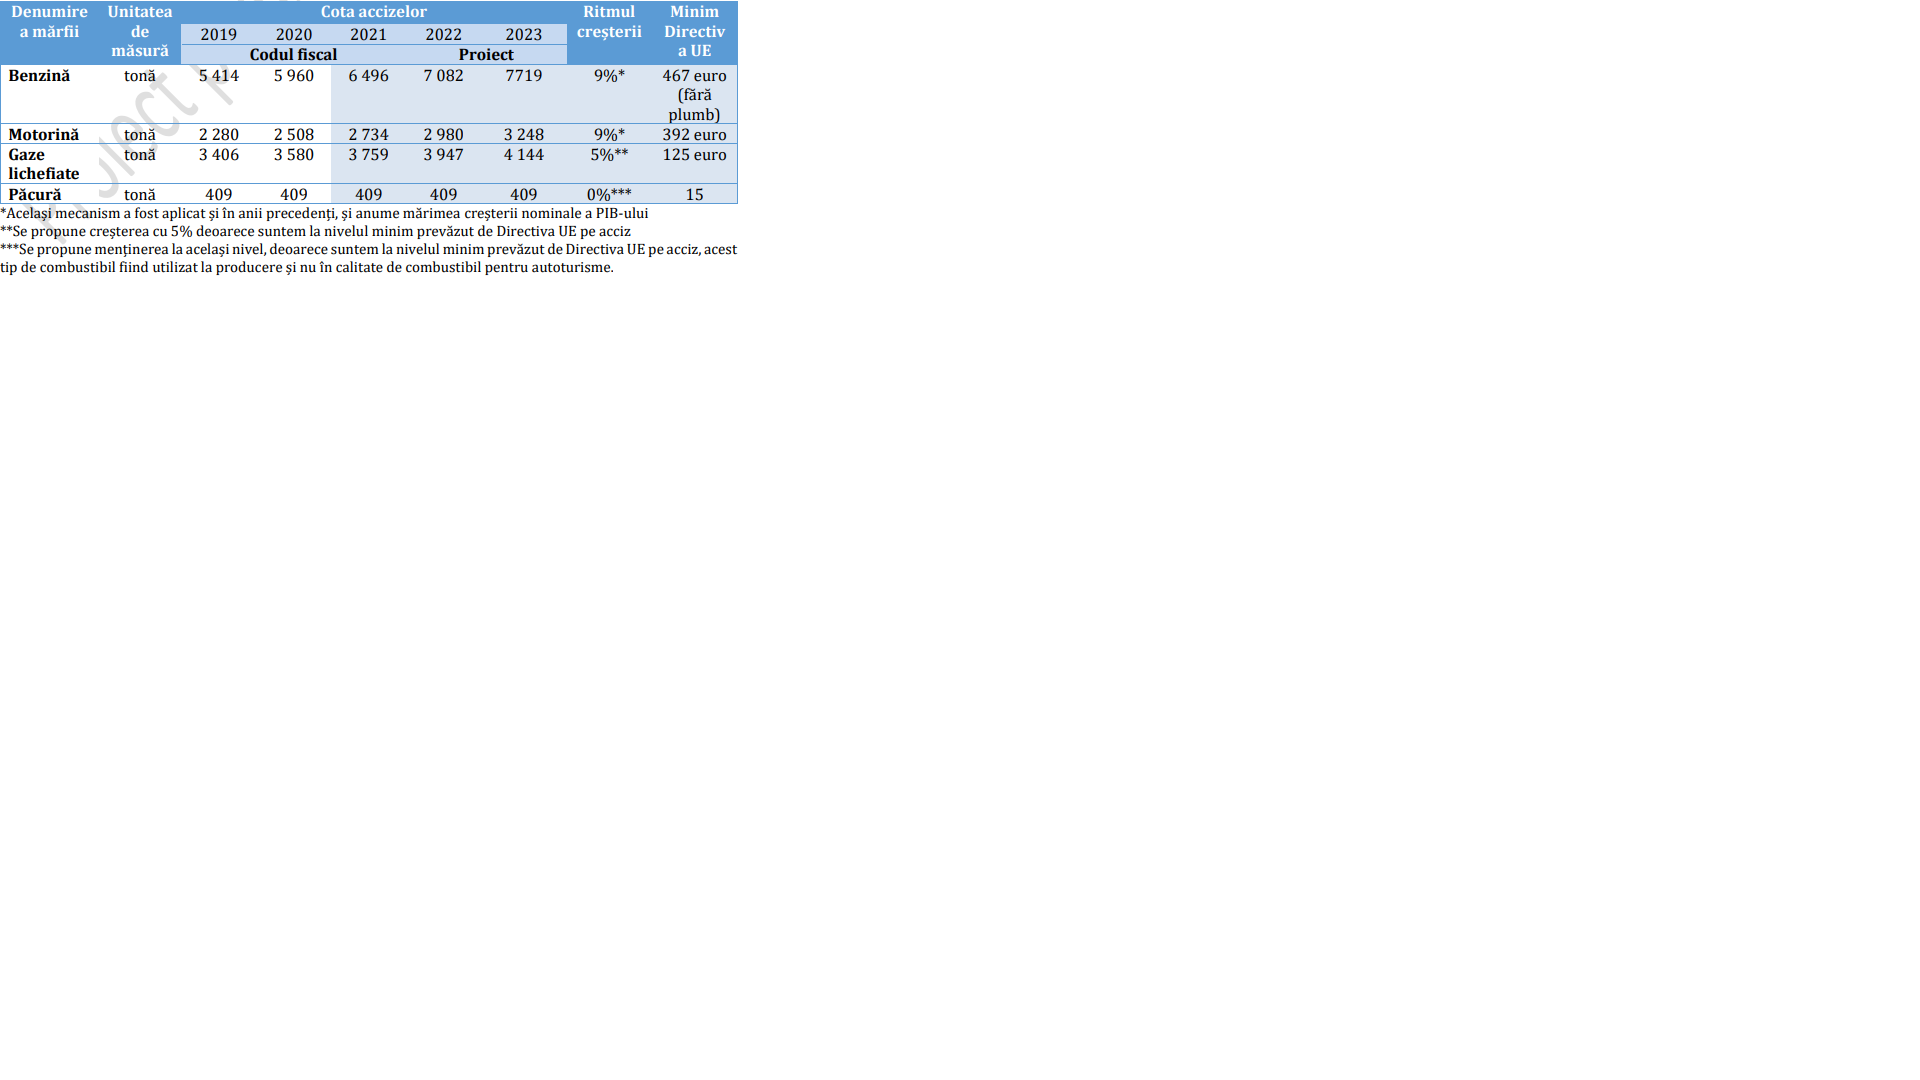 Denumire Unitatea Cota accizelor Ritmul Minim
a mărfii de 2019 2020 2021 2022 2023 creșterii Directiv
măsură Codul fiscal Proiect a UE
Benzină tonă 5 414 5 960 6 496 7 082 7719 9%* 467 euro
(fără
plumb)
Motorină tonă 2 280 2 508 2 734 2 980 3 248 9%* 392 euro
Gaze tonă 3 406 3 580 3 759 3 947 4 144 5%** 125 euro
lichefiate
Păcură tonă 409 409 409 409 409 0%*** 15
*Același mecanism a fost aplicat și în anii precedenți, și anume mărimea creșterii nominale a PIB-ului
**Se propune creșterea cu 5% deoarece suntem la nivelul minim prevăzut de Directiva UE pe acciz
***Se propune menținerea la același nivel, deoarece suntem la nivelul minim prevăzut de Directiva UE pe acciz, acest
tip de combustibil fiind utilizat la producere și nu în calitate de combustibil pentru autoturisme.